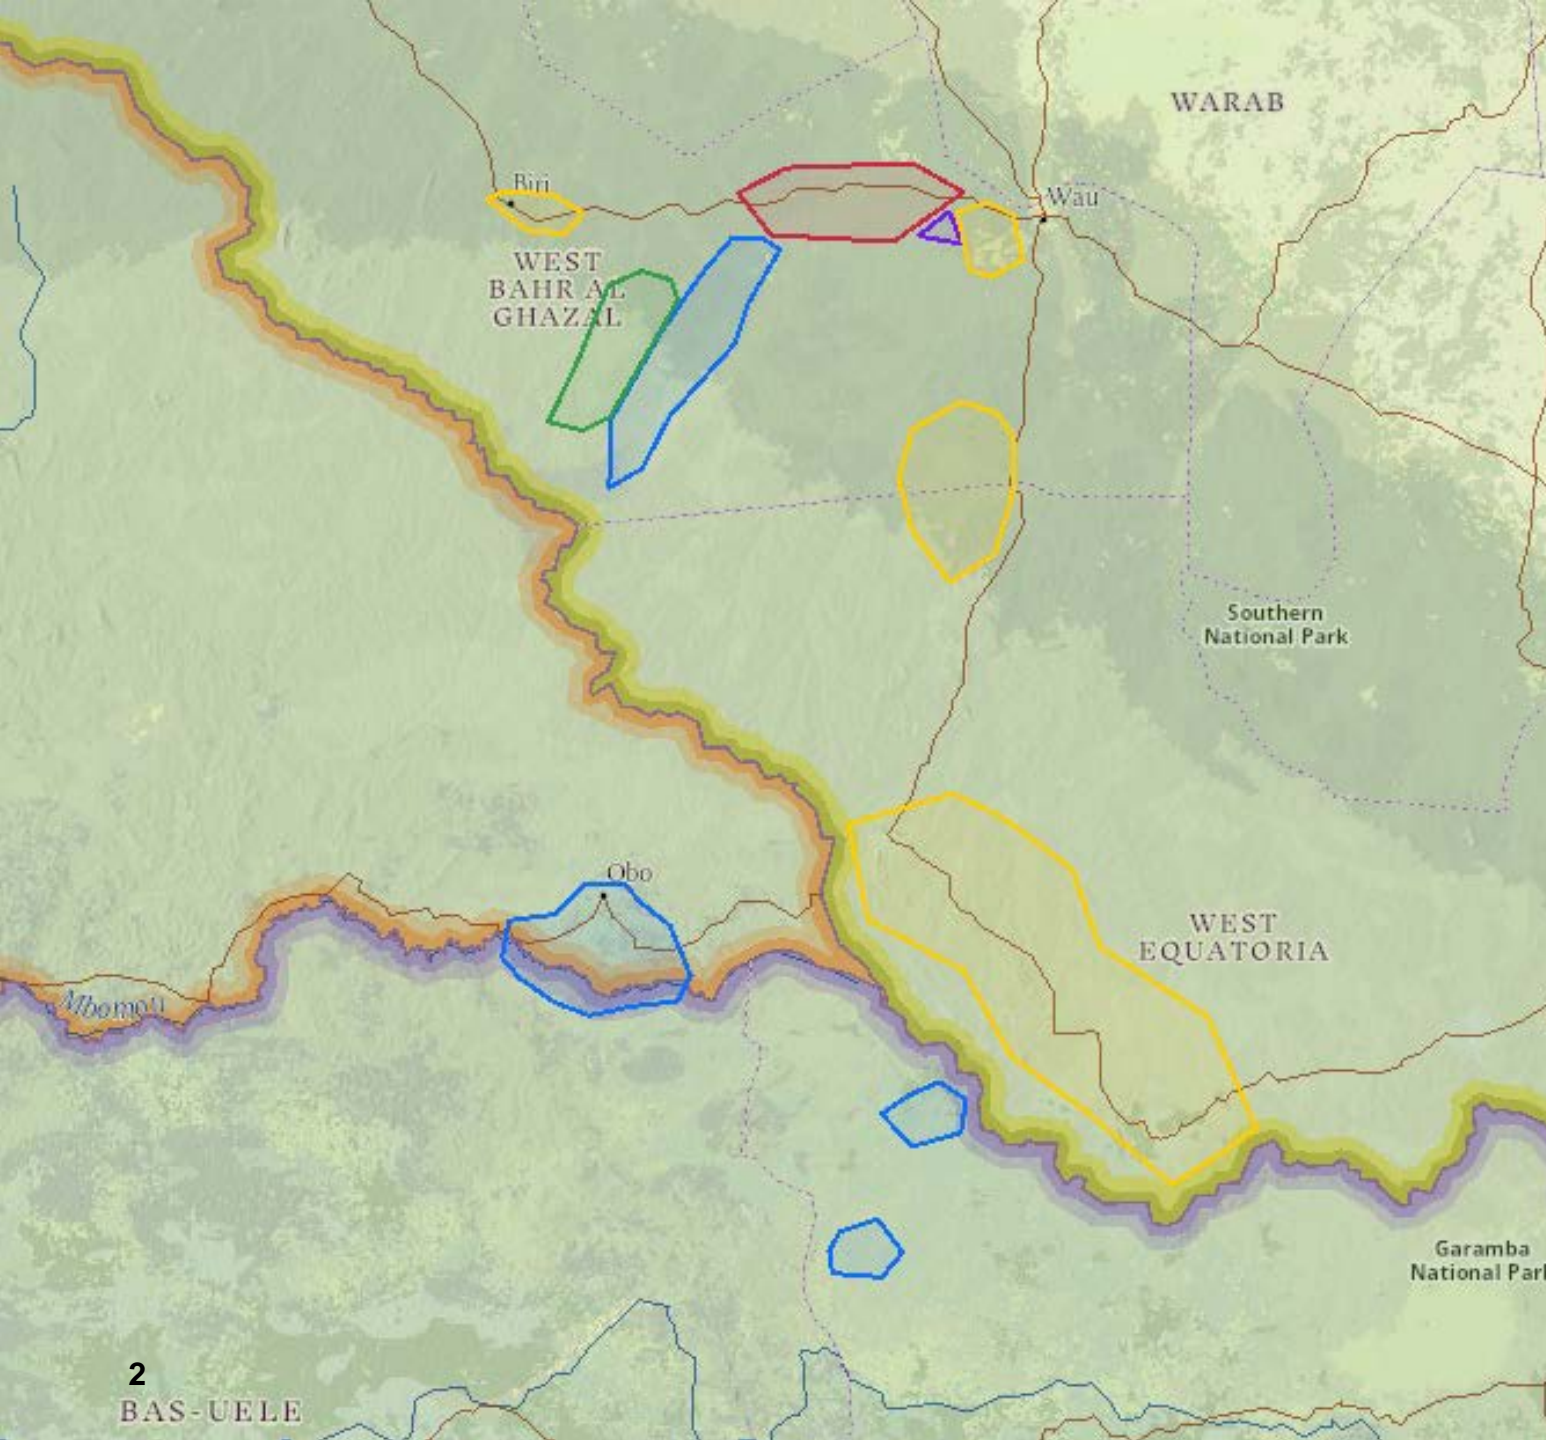 WARAB
Biri
Wau
WEST
BAHR AL
GHAZAL
Southern
National Park
Obo
WEST
EQUATORIA
Mbomou
Garamba
National Par
2
BAS-UELE